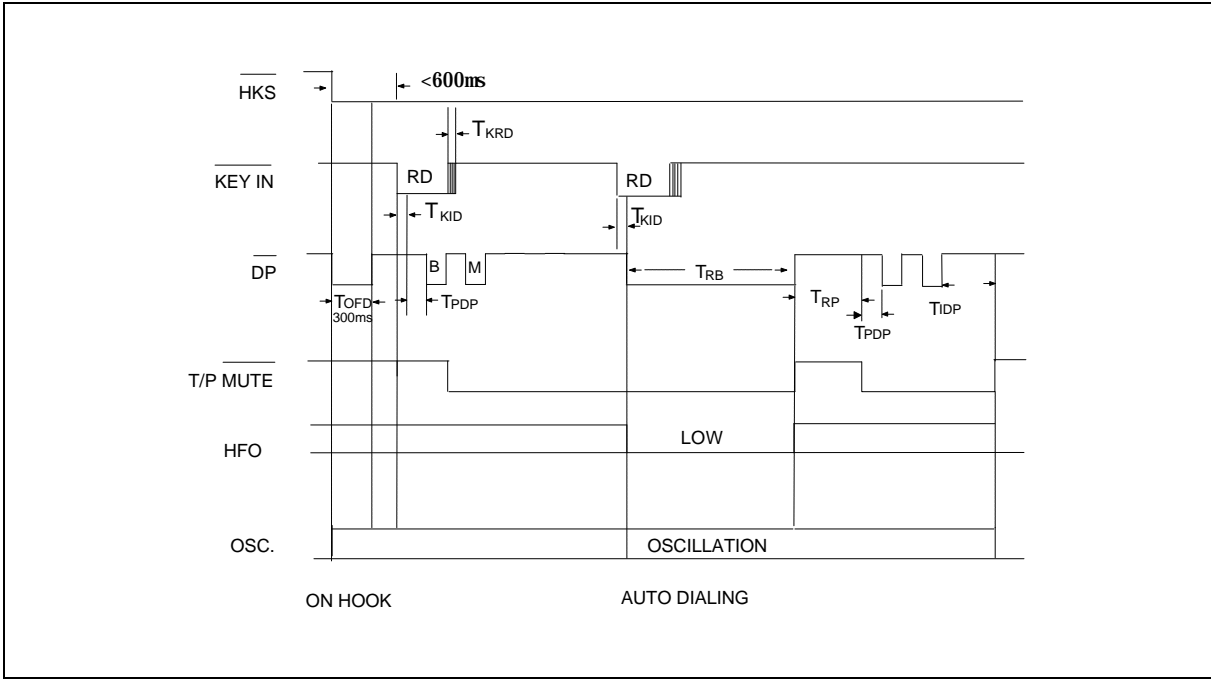 <600ms
HKS
TKRD
KEY IN
RD
RD
TKID
TKID
DP
B
M
TRB
TOFD
300ms
TPDP
TRP
TPDP
TIDP
T/P MUTE
HFO
LOW
OSC.
OSCILLATION
ON HOOK
AUTO DIALING